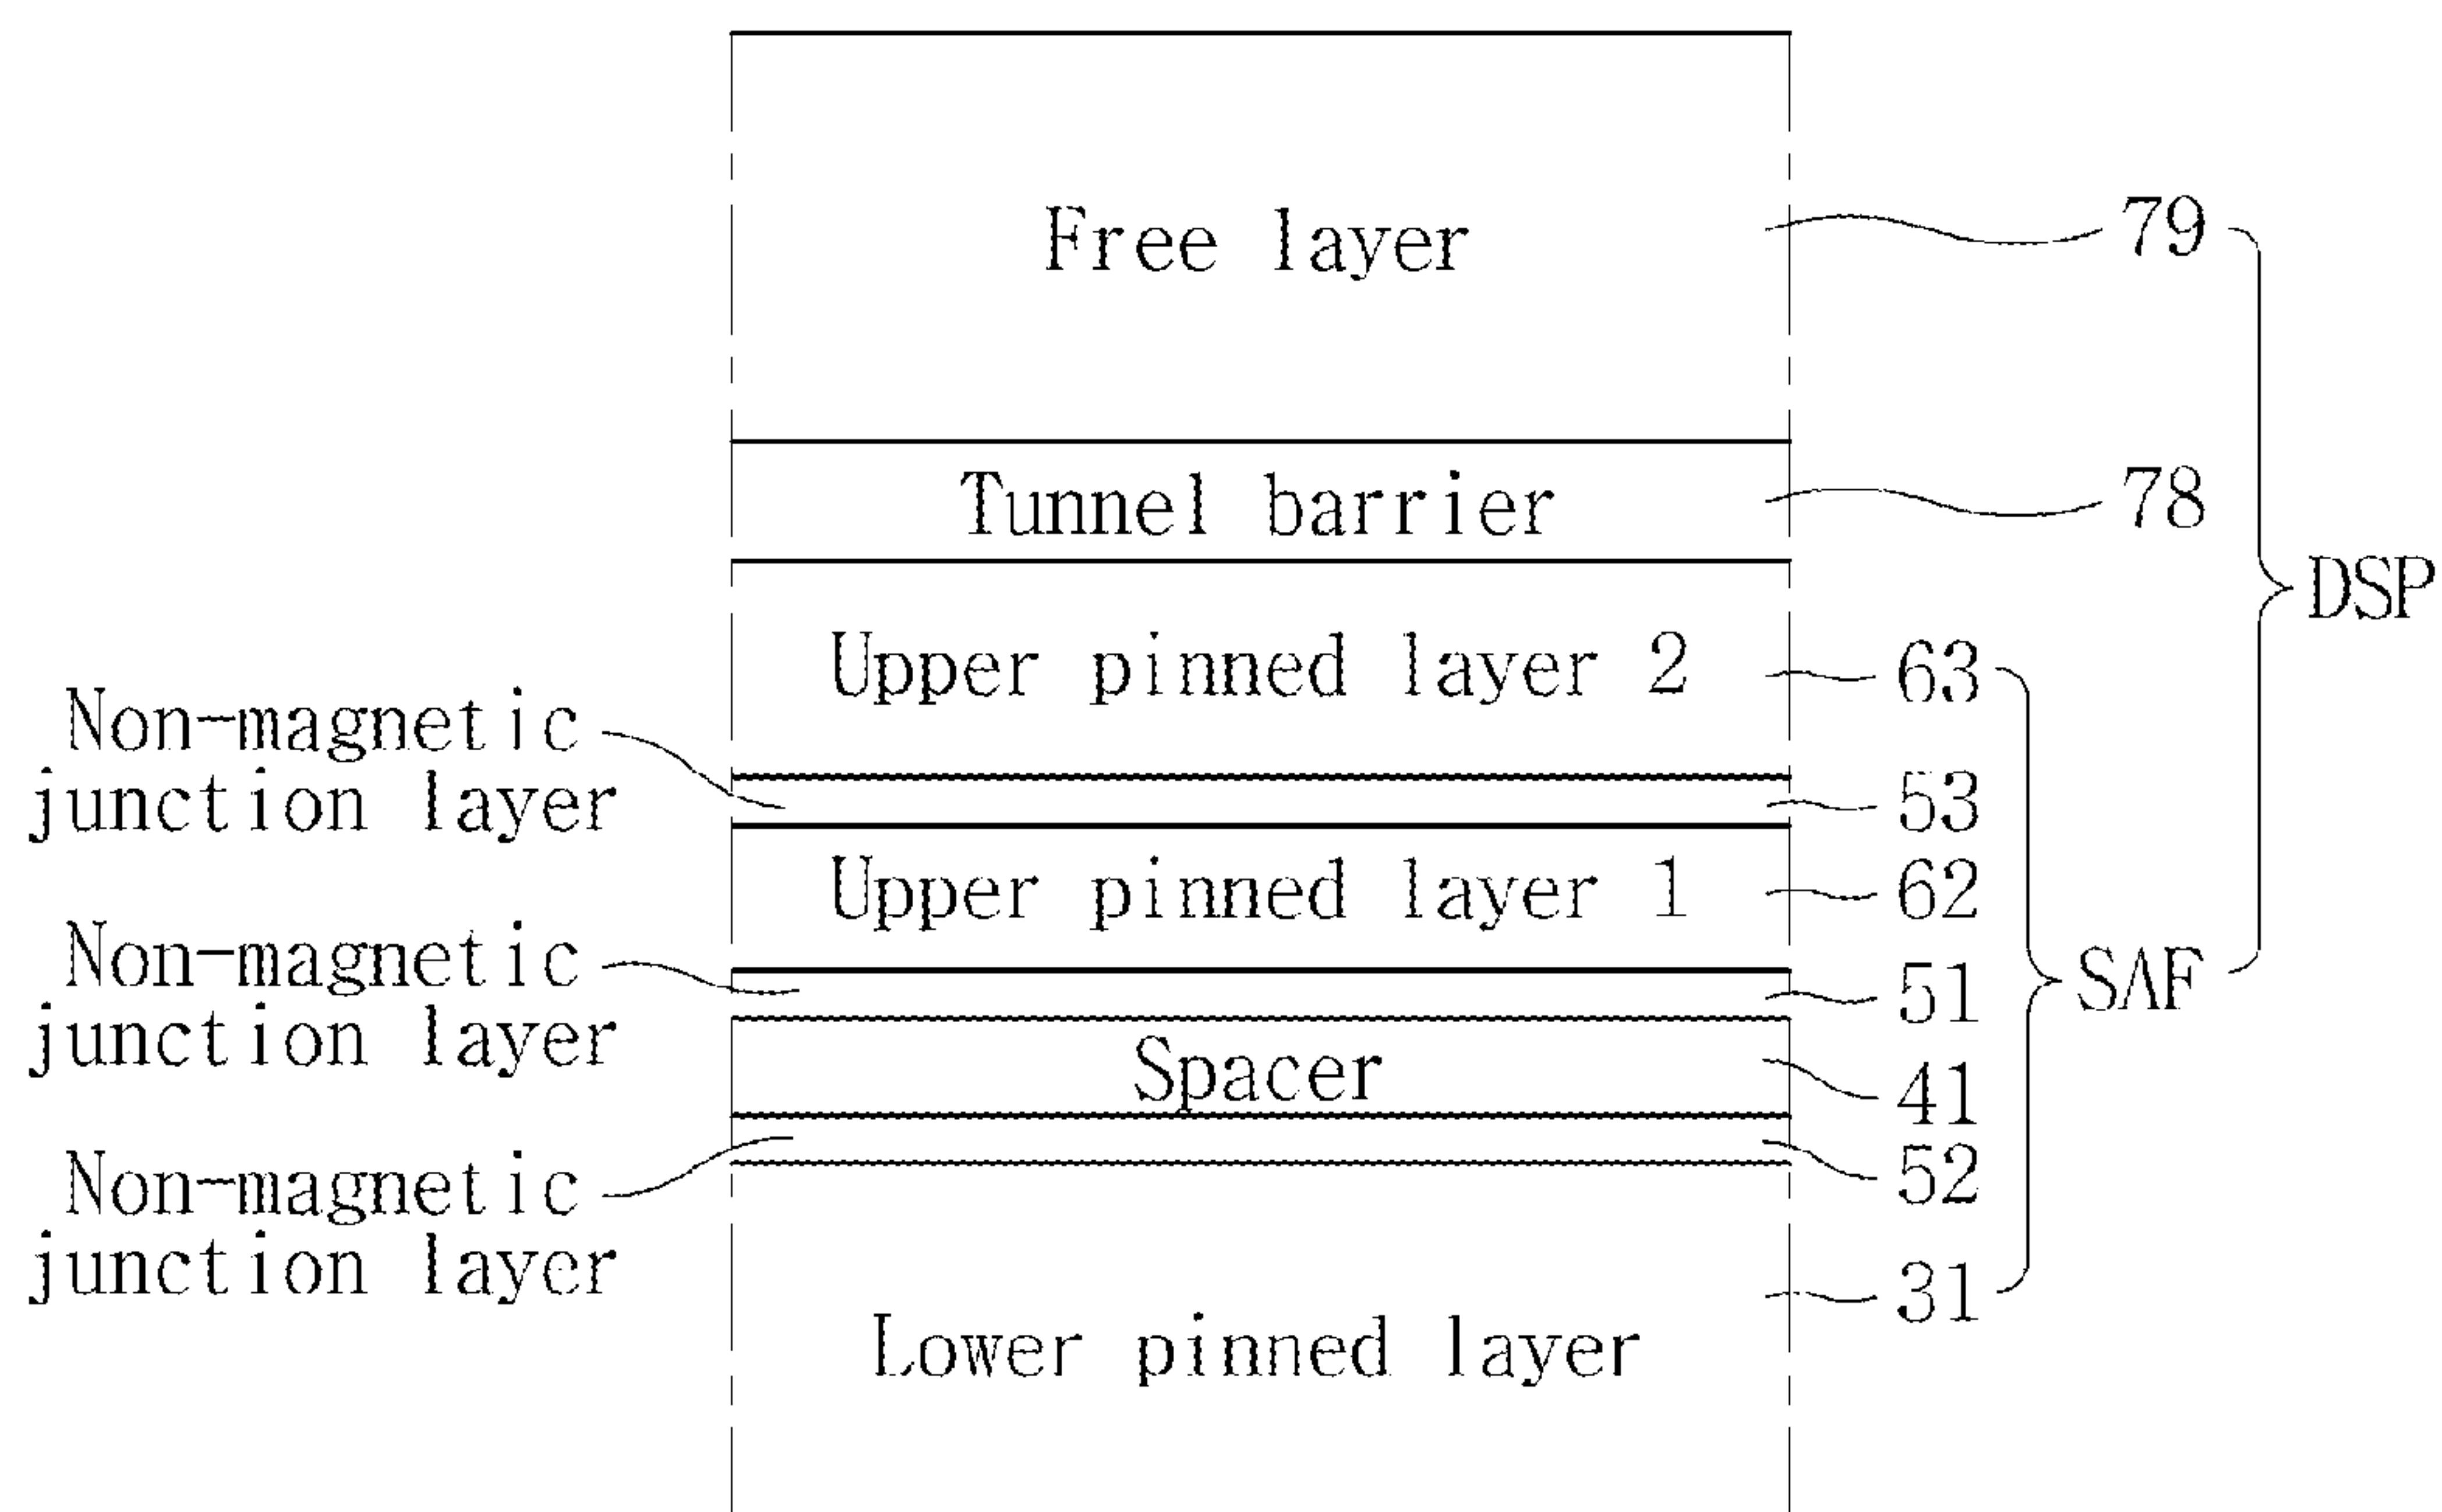 Free layer
79
Tunnel barrier
78
DSP
Upper pinned layer 2
63
Non-magnetic
junction layer
53
Upper pinned layer 1
62
Non-magnetic
junction layer
51
SAF
Spacer
41
Non-magnetic
junction layer
52
31
Lower pinned layer